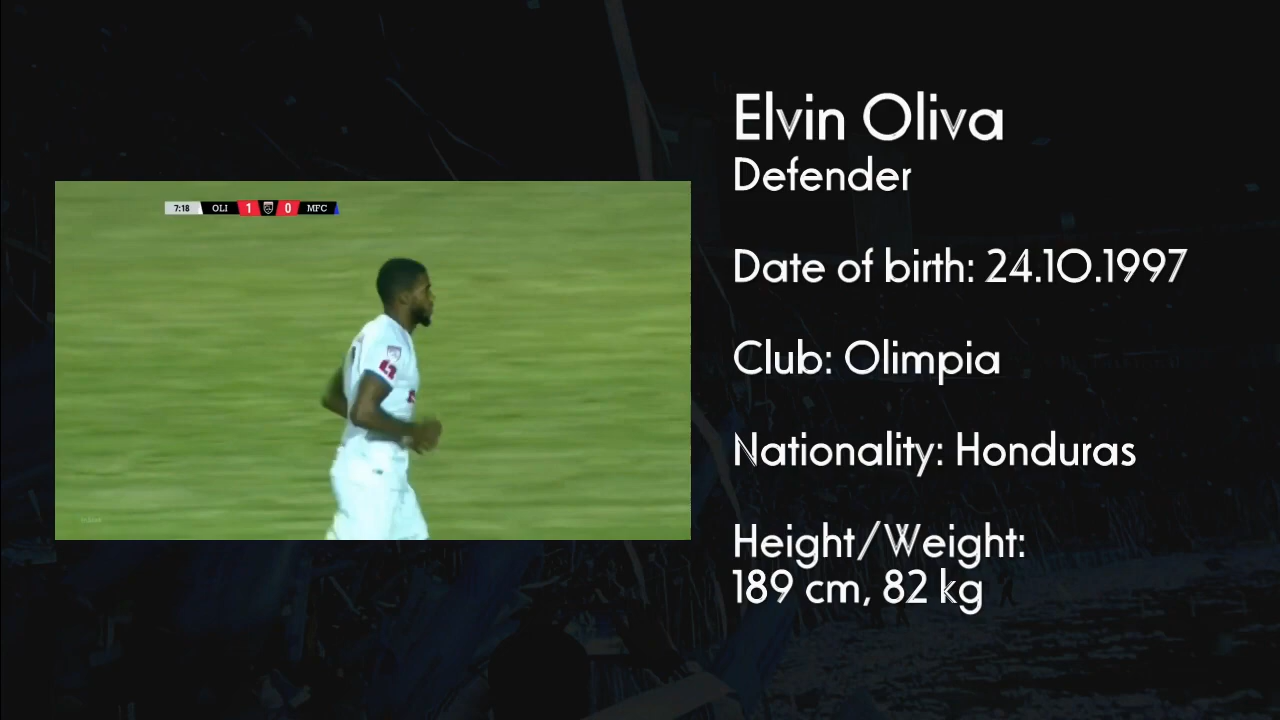 Elvin Oliva
Defender
7:18 OLI 1 0 MFC
Date of birth: 24.10.1997
Club: Olimpia
Nationality: Honduras
Height/Weight:
189 cm, 82 kg